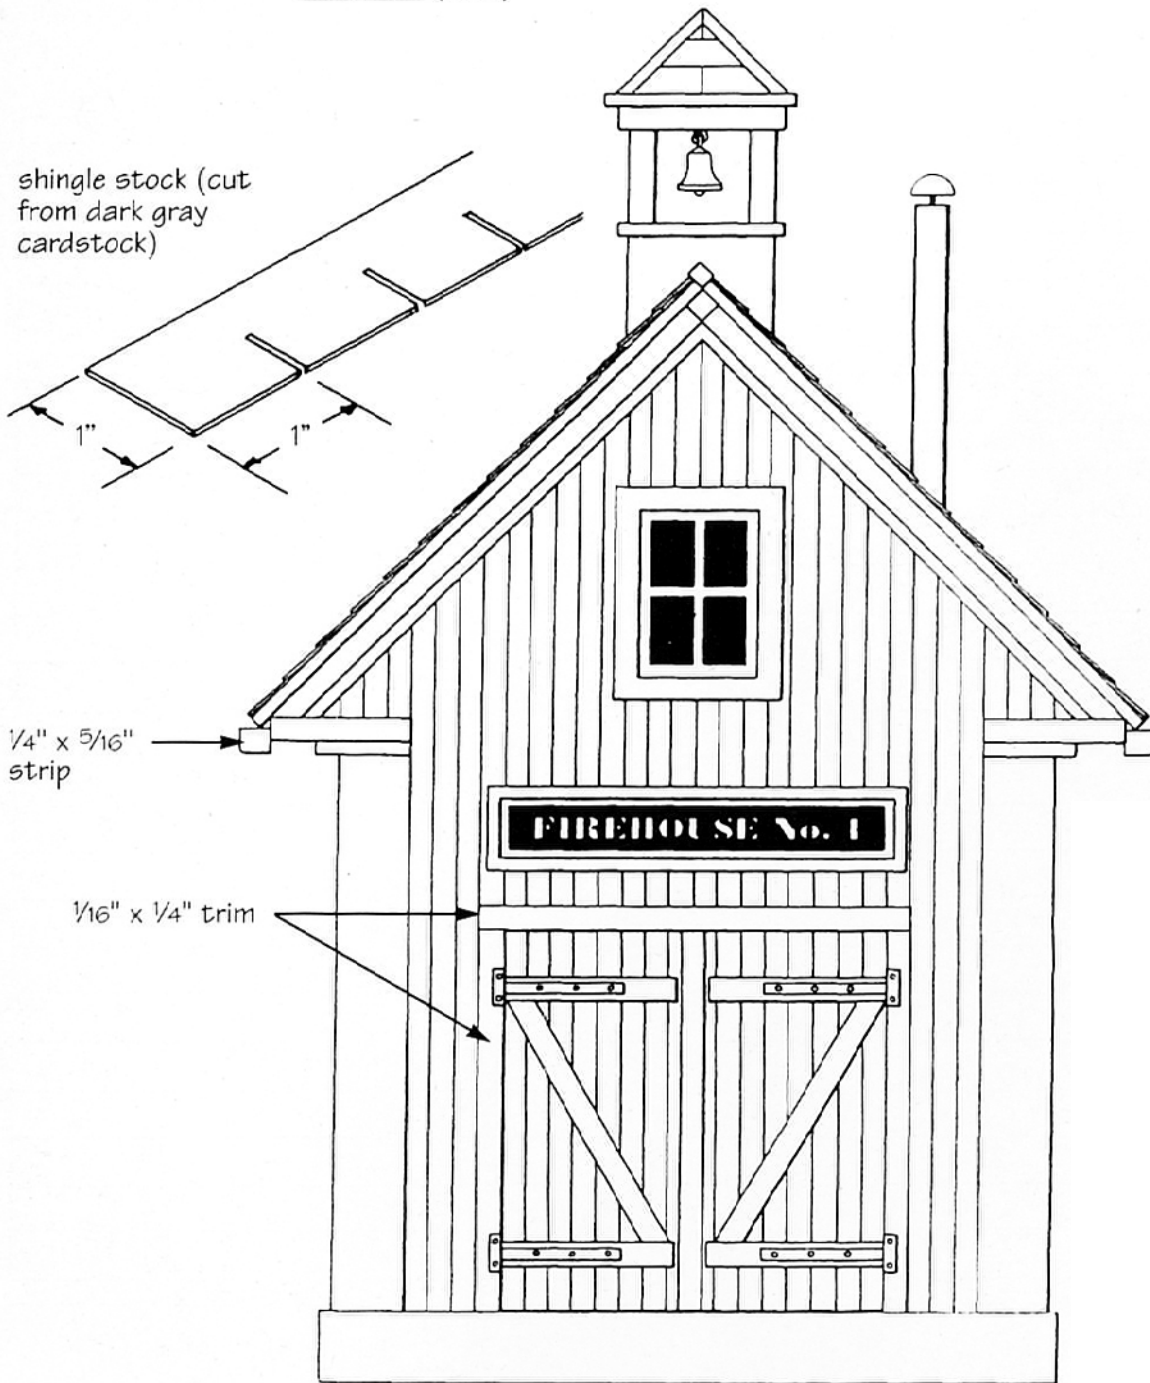 shingle stock (cut
from dark gray
cardstock)
1"
1"
1/4" x 5/16"
strip
FIREHOUSE No. 1
1/16" x 1/4" trim